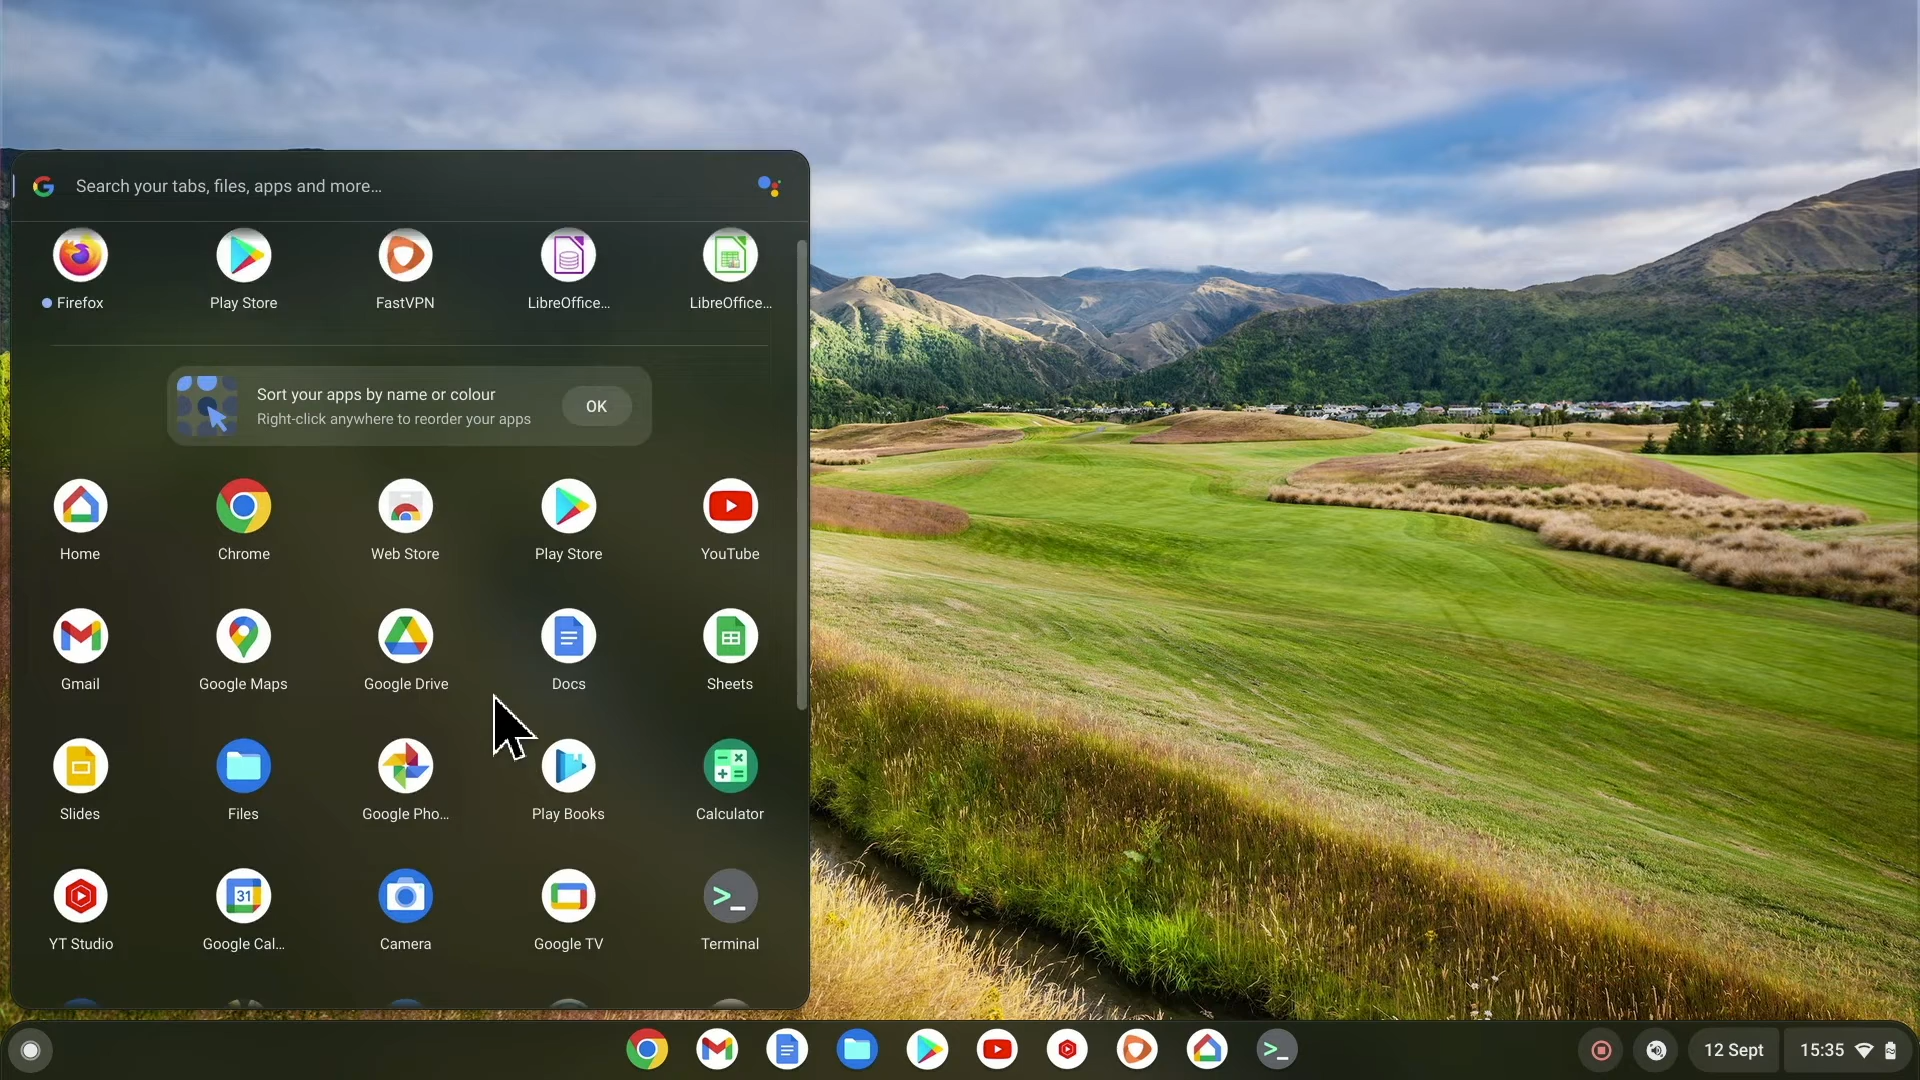 Search your tabs, files, apps and more...
Firefox
Play Store
FastVPN
LibreOffice...
LibreOffice...
Sort your apps by name or colour
Right-click anywhere to reorder your apps
OK
Home
Chrome
Web Store
Play Store
YouTube
Gmail
Google Maps
Google Drive
Docs
Sheets
Slides
Files
Google Pho...
Play Books
Calculator
31
>_
YT Studio
Google Cal...
Camera
Google TV
Terminal
>_
12 Sept
15:35